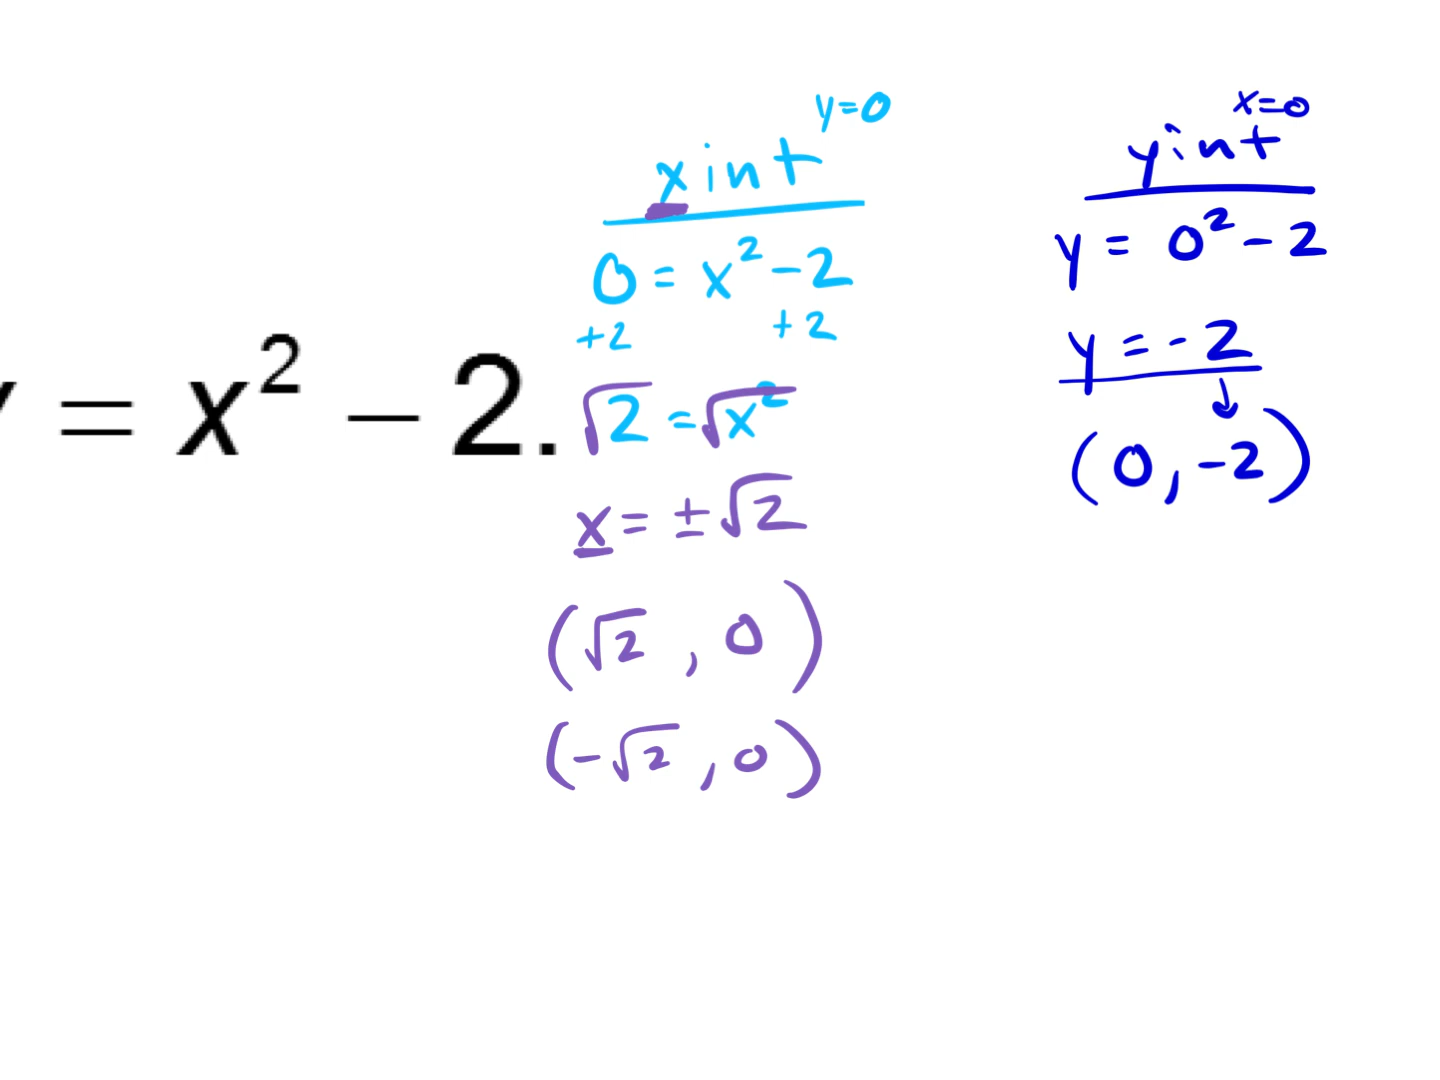 y = x² – 2.
y=0
x int
0 = x² - 2
+2 +2
√2 = √x²
x = ±√2
(√2 , 0)
(-√2 , 0)
x=0
y int
y = 0² - 2
y = -2
(0, -2)